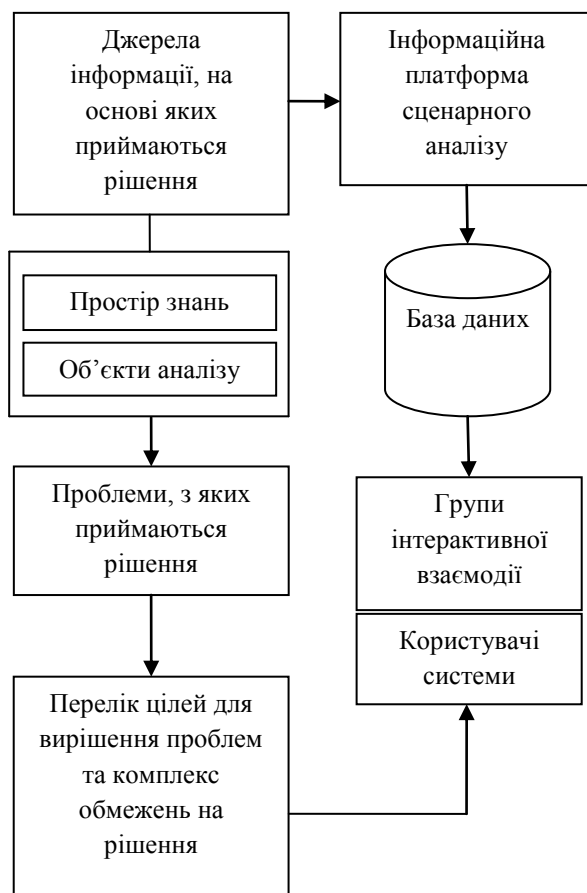 Джерела
інформації, на
основі яких
приймаються
рішення
Інформаційна
платформа
сценарного
аналізу
Простір знань
Об’єкти аналізу
База даних
Проблеми, з яких
приймаються
рішення
Групи
інтерактивної
взаємодії
Користувачі
системи
Перелік цілей для
вирішення проблем
та комплекс
обмежень на
рішення